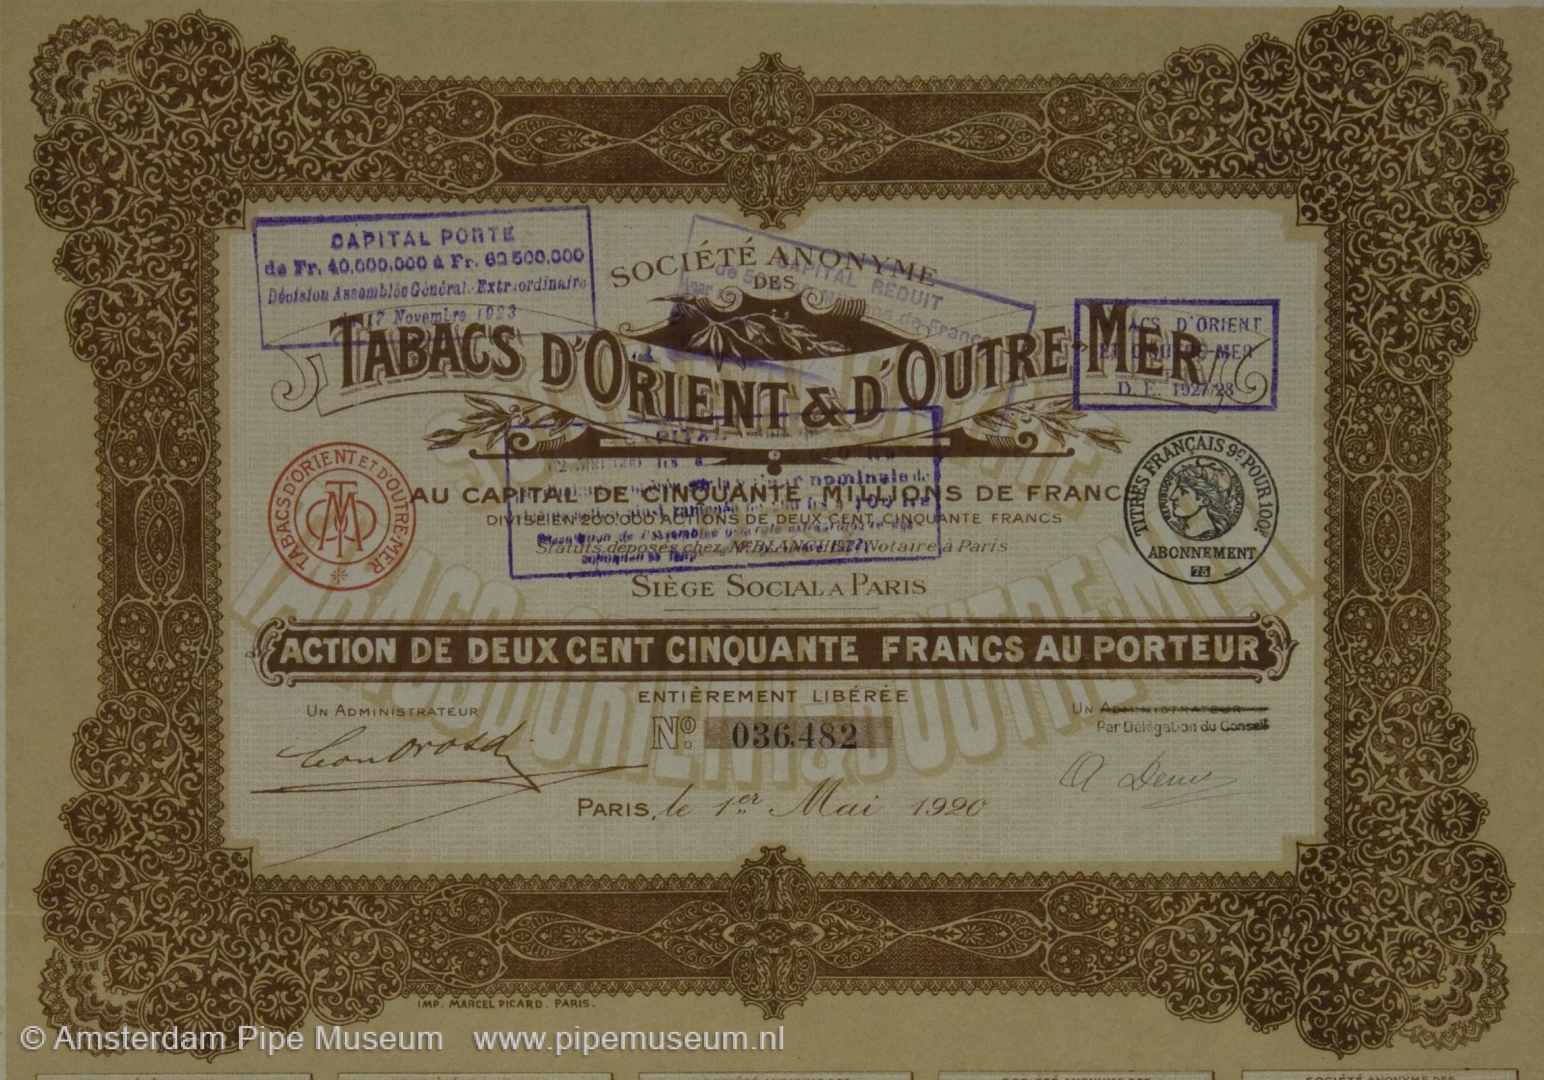 CAPITAL PORTE
de Fr. 40,000,000 à Fr. 62 500,000
Décision Assemblée Général Extraordinaire
17 Novembre 1923
SOCIÉTÉ ANONYME
DES
CAPITAL REDUIT
TABACS D'ORIENT & D'OUTRE MER
D'ORIENT
D. E. 1927/28
TABACS D'ORIENT ET D'OUTRE-MER
TITRES FRANÇAIS 9c POUR 100f
ABONNEMENT
75
nominale de
AU CAPITAL DE CINQUANTE MILLIONS DE FRANC
DIVISÉ EN 200.000 ACTIONS DE DEUX CENT CINQUANTE FRANCS
Statuts déposés chez Me BLANCHET Notaire à Paris
SIÈGE SOCIAL A PARIS
ACTION DE DEUX CENT CINQUANTE FRANCS AU PORTEUR
ENTIÈREMENT LIBÉRÉE
UN ADMINISTRATEUR
UN ADMINISTRATEUR
Par Délégation du Conseil
No. 036,482
PARIS, le 1er Mai 1920
IMP. MARCEL PICARD. PARIS.
© Amsterdam Pipe Museum www.pipemuseum.nl